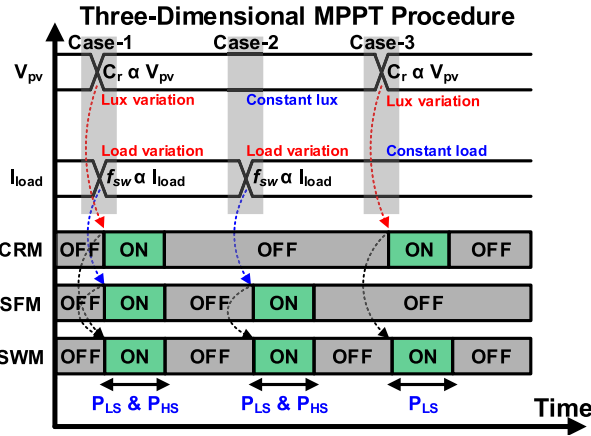 Three-Dimensional MPPT Procedure
Case-1 Case-2 Case-3
Vpv Cr α Vpv Cr α Vpv
Lux variation Constant lux Lux variation
Load variation Load variation Constant load
Iload fsw α Iload fsw α Iload
CRM OFF ON OFF ON OFF
SFM OFF ON OFF ON OFF
SWM OFF ON OFF ON OFF ON OFF
PLS & PHS PLS & PHS PLS
Time